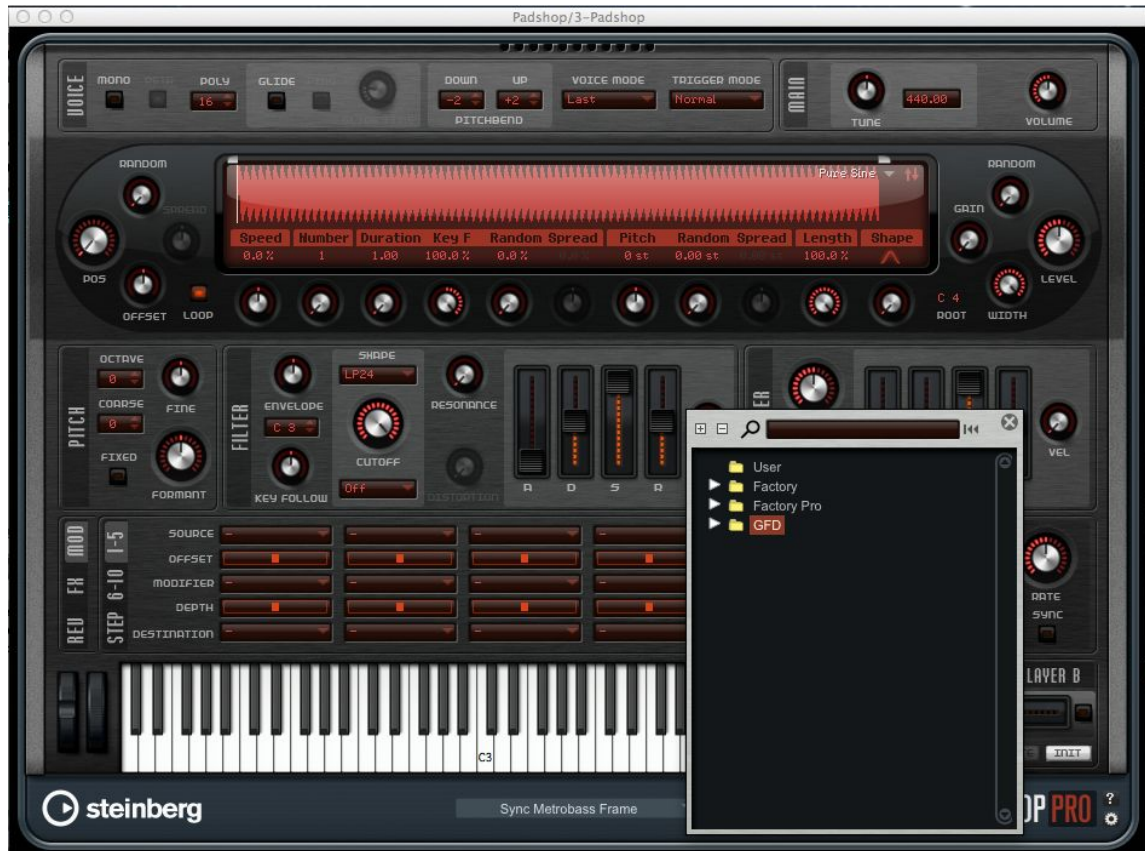 Padshop/3-Padshop
VOICE
MONO
POLY
16
GLIDE
DOWN
-2
UP
+2
PITCHBEND
VOICE MODE
Last
TRIGGER MODE
Normal
MAIN
TUNE
440.00
VOLUME
RANDOM
SPREAD
POS
OFFSET
LOOP
Pure Sine
Speed Number Duration Key F Random Spread Pitch Random Spread Length Shape
0.0 % 1 1.00 100.0 % 0.0 % 0 st 0.00 st 100.0 %
RANDOM
GAIN
LEVEL
C 4
ROOT
WIDTH
PITCH
OCTAVE
0
COARSE
0
FINE
FIXED
FORMANT
FILTER
ENVELOPE
C 3
KEY FOLLOW
SHAPE
LP24
CUTOFF
Off
RESONANCE
DISTORTION
A D S R
VEL
User
Factory
Factory Pro
GFD
MOD
FX
REV
1-5
6-10
STEP
SOURCE
OFFSET
MODIFIER
DEPTH
DESTINATION
RATE
SYNC
LAYER B
INIT
C3
steinberg
Sync Metrobass Frame
PRO
?